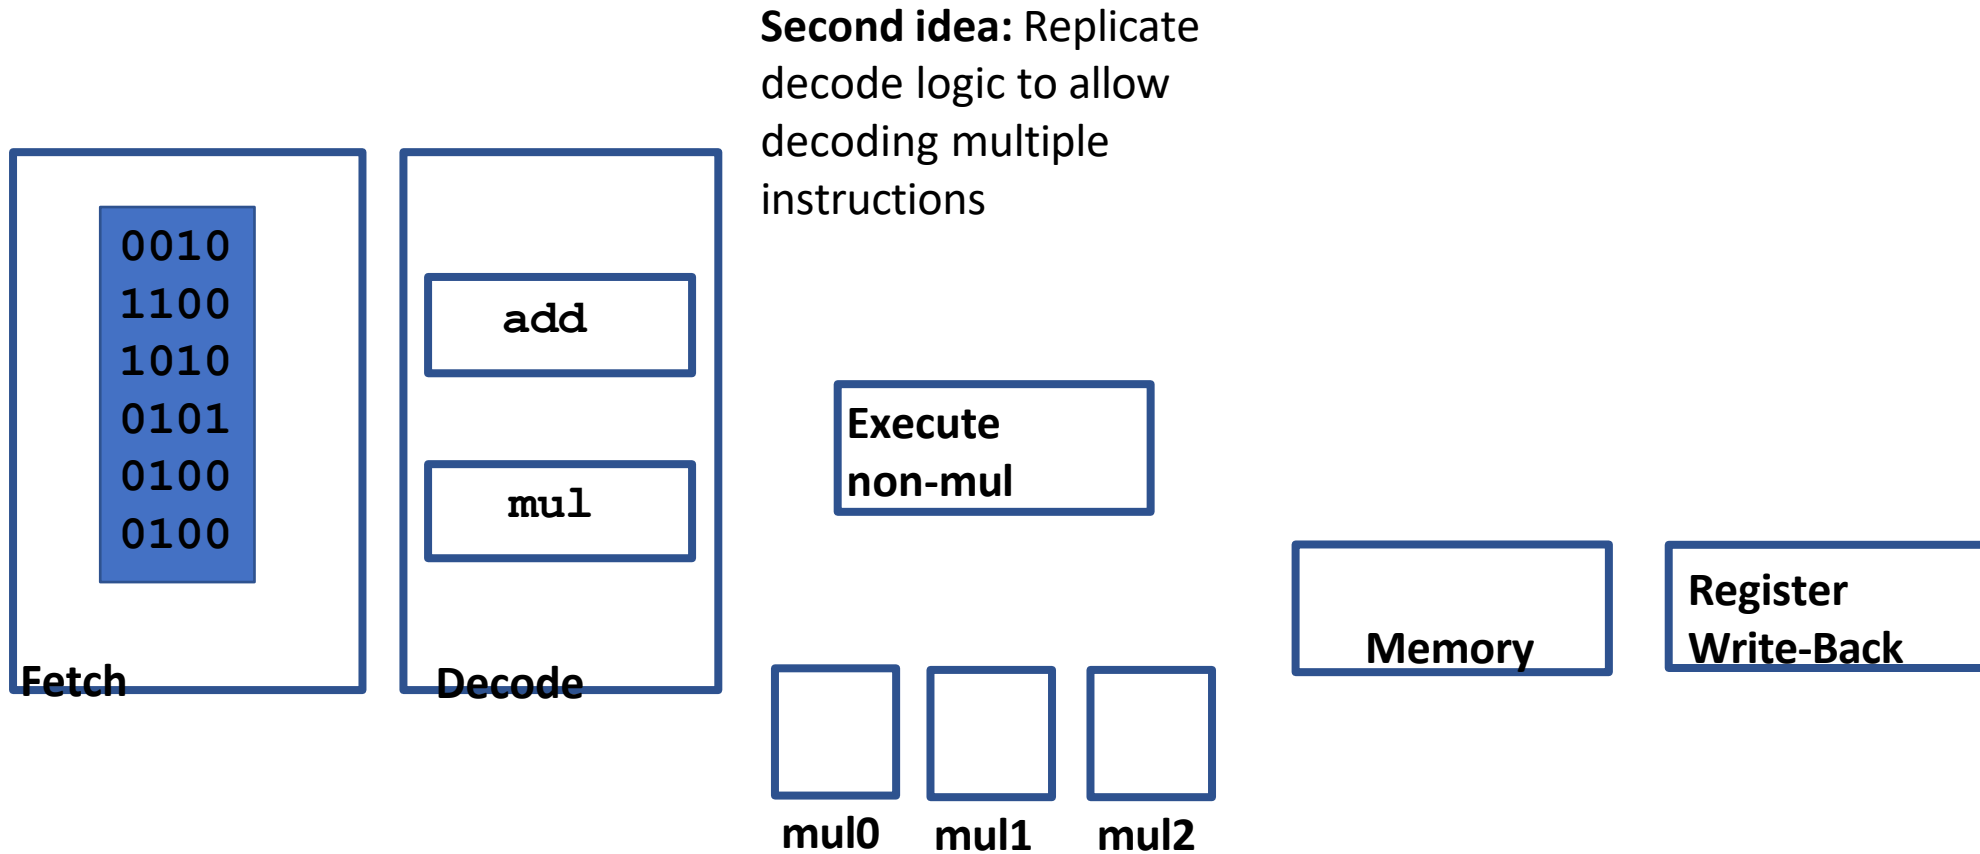 Second idea: Replicate
decode logic to allow
decoding multiple
instructions
0010
1100
1010
0101
0100
0100
Fetch
add
mul
Decode
Execute
non-mul
mul0
mul1
mul2
Memory
Register
Write-Back